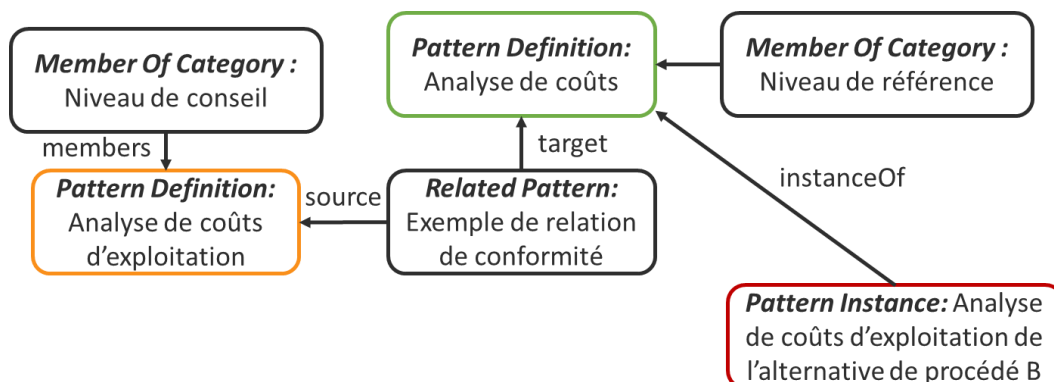 Member Of Category :
Niveau de conseil
Pattern Definition:
Analyse de coûts
Member Of Category :
Niveau de référence
members
target
instanceOf
Pattern Definition:
Analyse de coûts
d’exploitation
source
Related Pattern:
Exemple de relation
de conformité
Pattern Instance: Analyse
de coûts d’exploitation de
l’alternative de procédé B